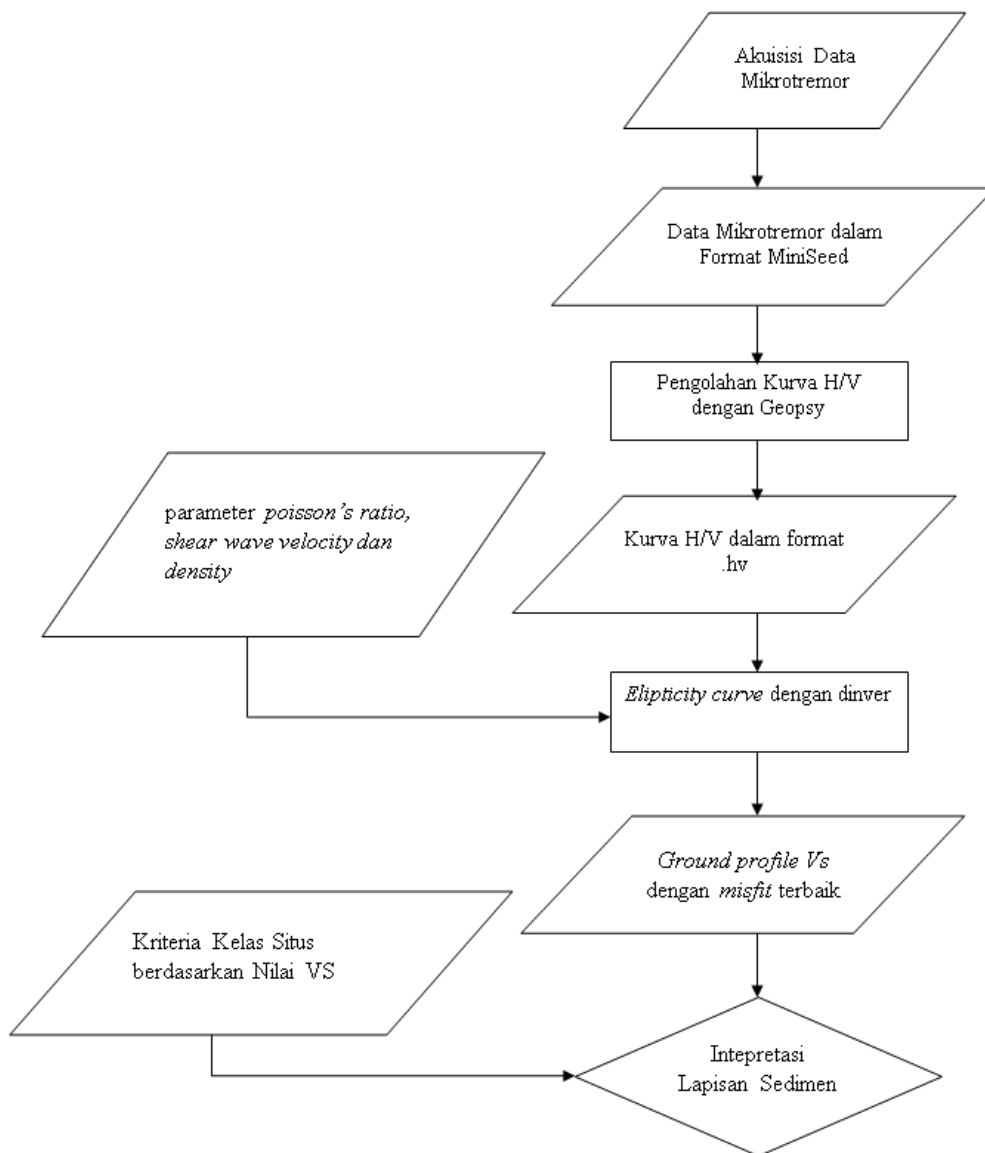 Akuisisi Data
Mikrotremor
Data Mikrotremor dalam
Format MiniSeed
Pengolahan Kurva H/V
dengan Geopsy
parameter poisson's ratio,
shear wave velocity dan
density
Kurva H/V dalam format
.hv
Elipticity curve dengan dinver
Ground profile Vs
dengan misfit terbaik
Kriteria Kelas Situs
berdasarkan Nilai VS
Intepretasi
Lapisan Sedimen